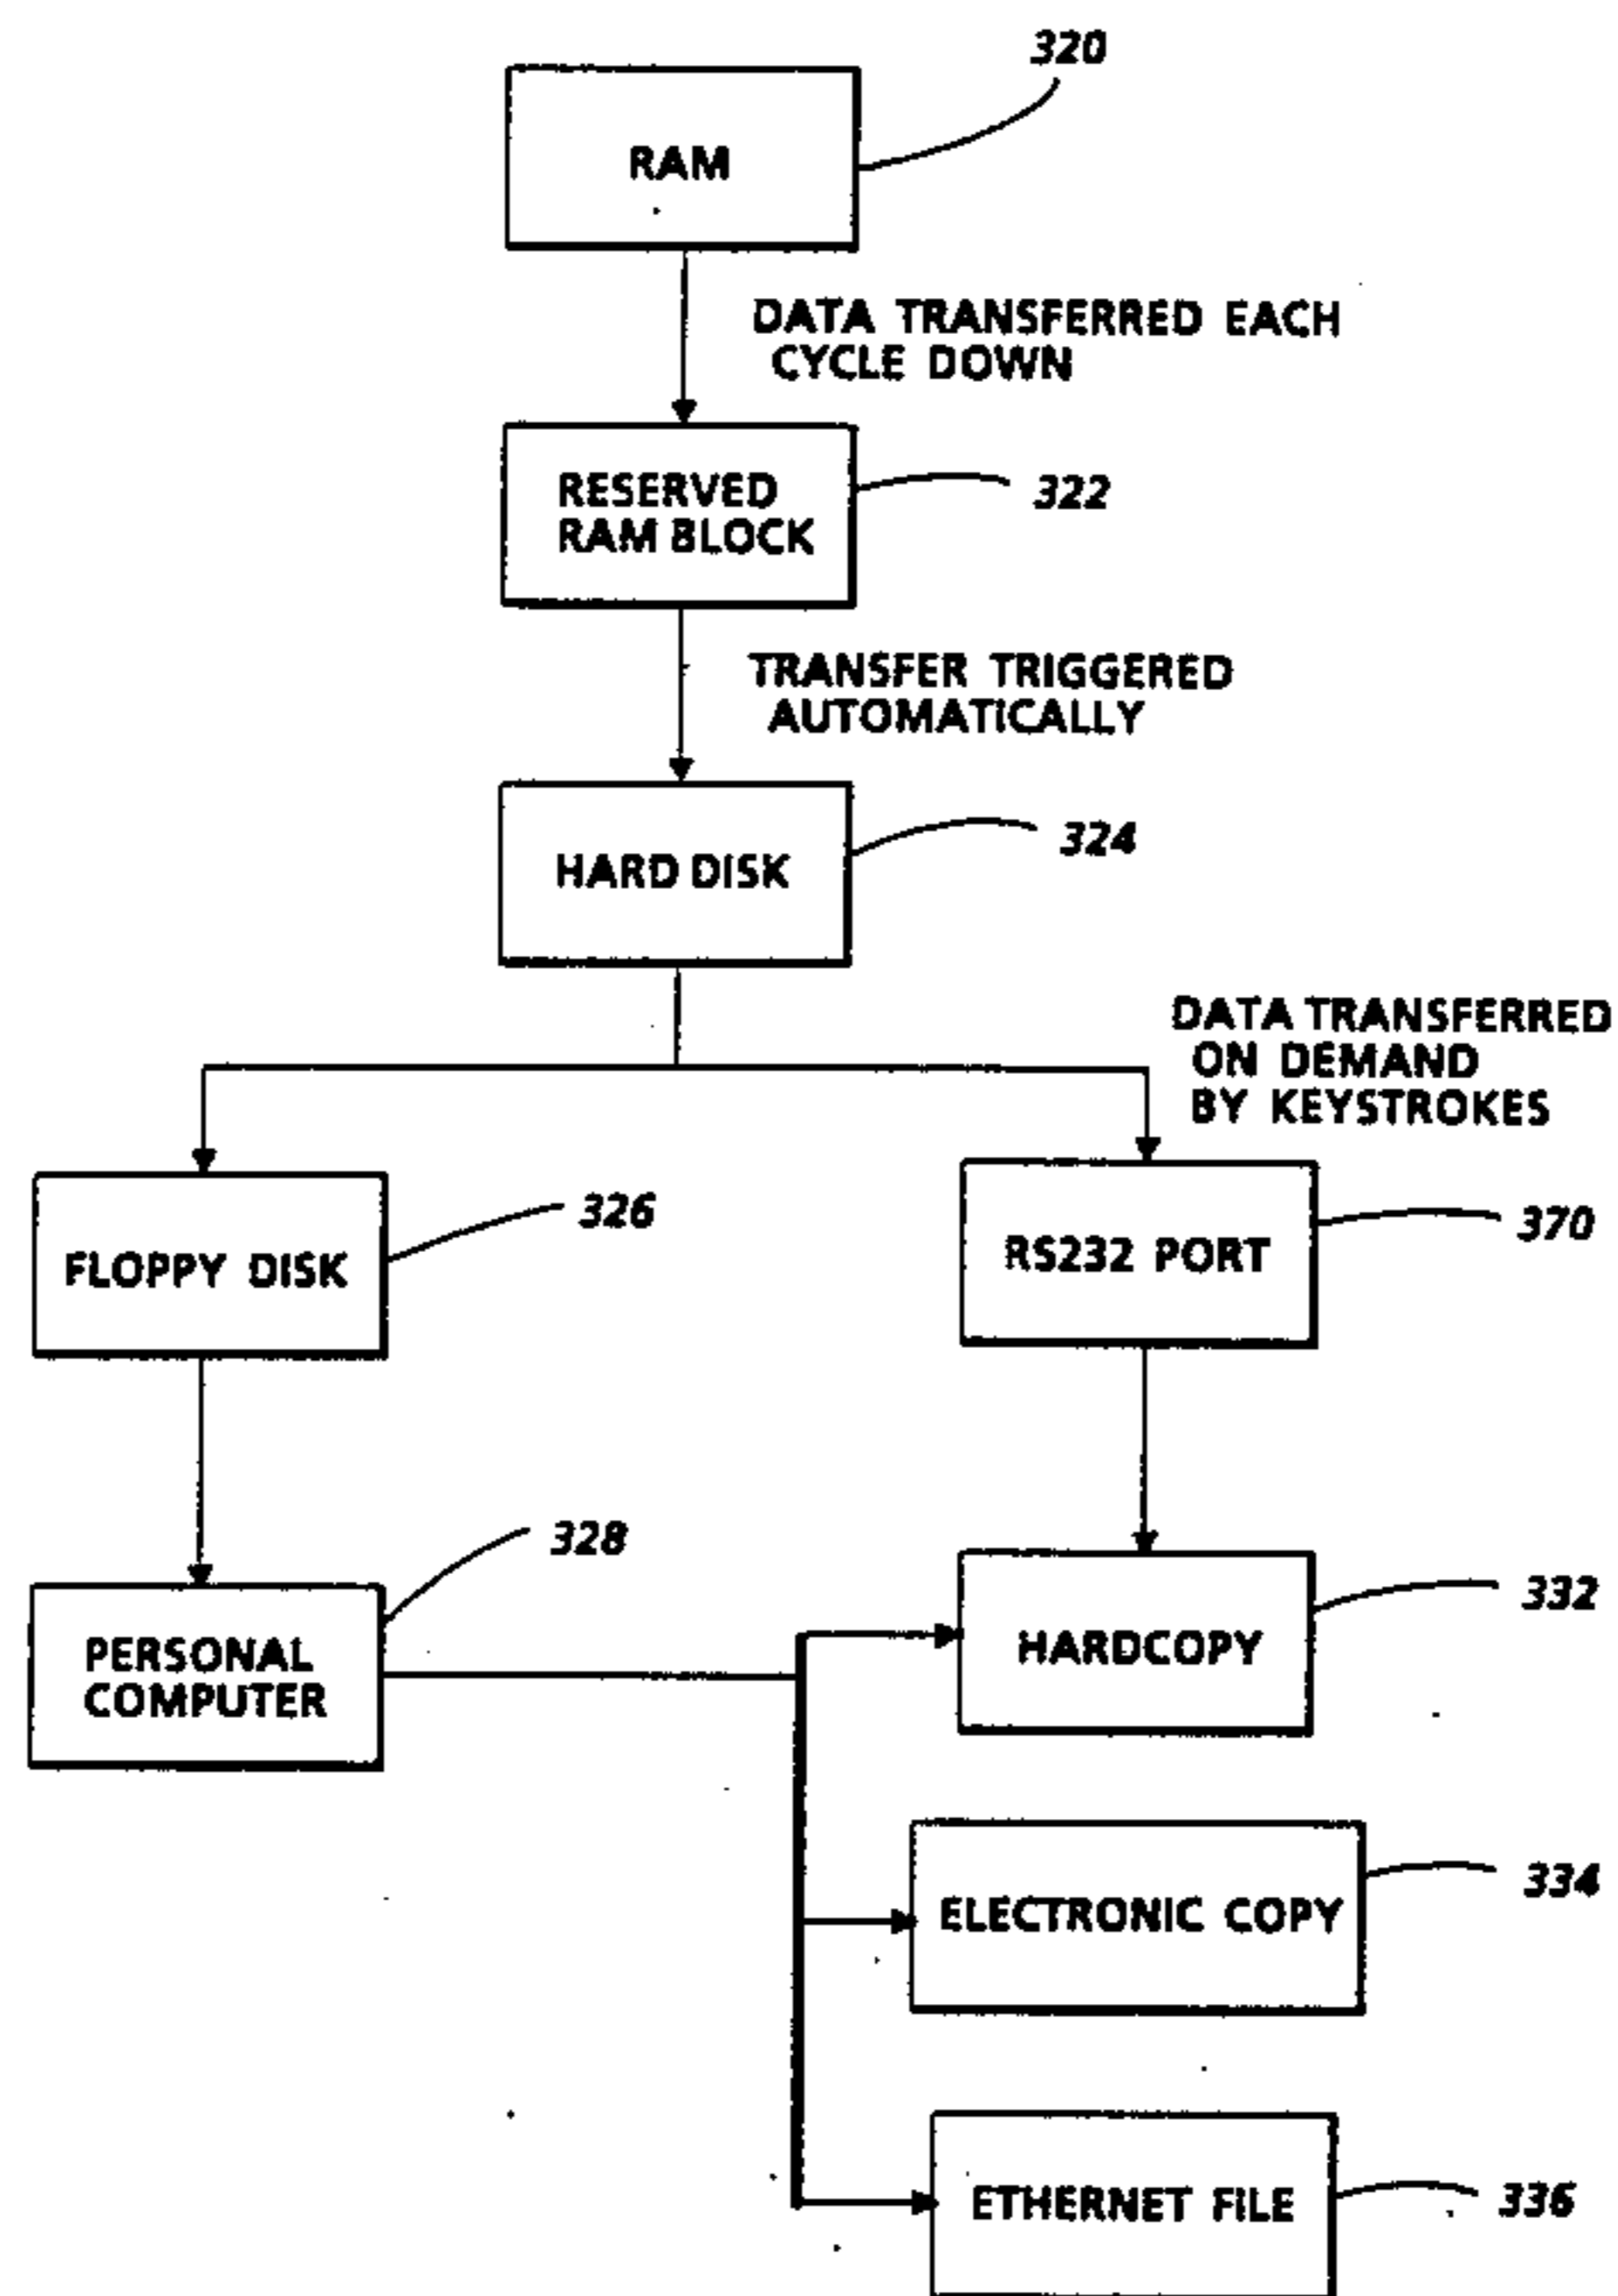 320
RAM
DATA TRANSFERRED EACH
CYCLE DOWN
RESERVED
RAM BLOCK
322
TRANSFER TRIGGERED
AUTOMATICALLY
HARD DISK
324
DATA TRANSFERRED
ON DEMAND
BY KEYSTROKES
FLOPPY DISK
326
RS232 PORT
370
PERSONAL
COMPUTER
328
HARDCOPY
332
ELECTRONIC COPY
334
ETHERNET FILE
336